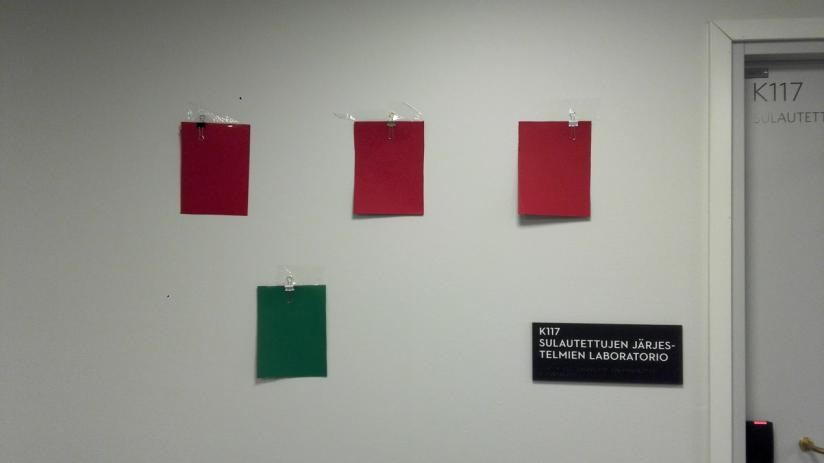 K117
SULAUTETT
K117
SULAUTETTUJEN JÄRJES-
TELMIEN LABORATORIO